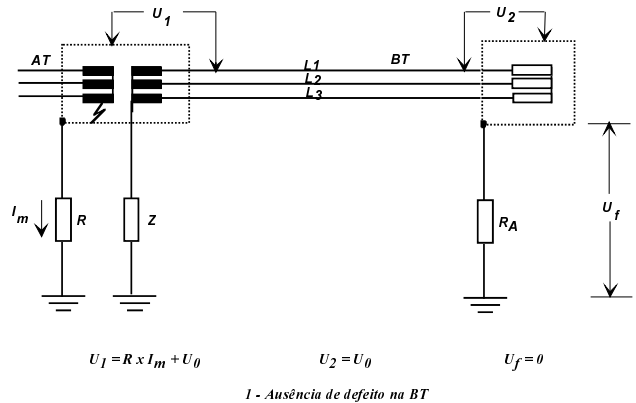 U1
U2
AT
L1
BT
L2
L3
Im
R
Z
RA
Uf
U1 = R x Im + U0
U2 = U0
Uf = 0
1 - Ausência de defeito na BT